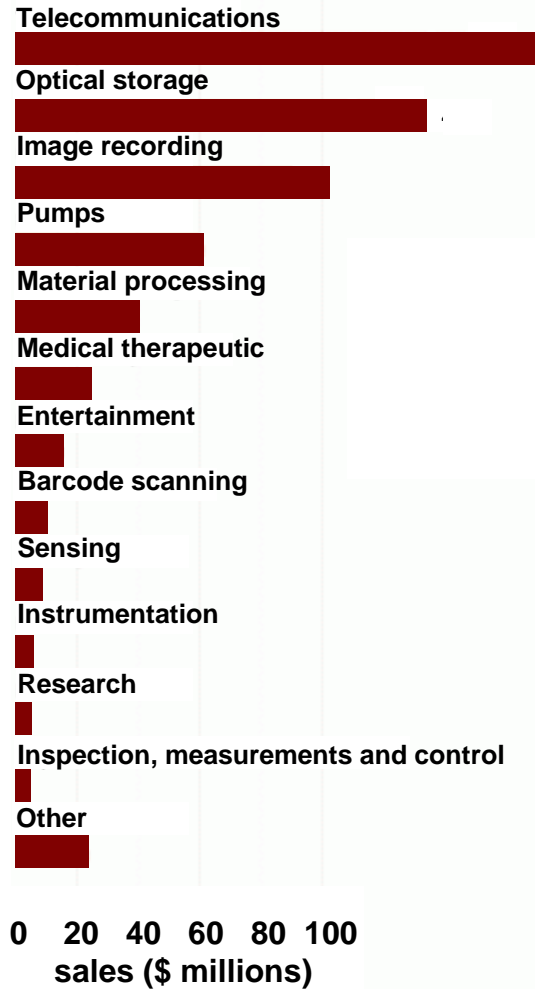 Telecommunications
Optical storage
Image recording
Pumps
Material processing
Medical therapeutic
Entertainment
Barcode scanning
Sensing
Instrumentation
Research
Inspection, measurements and control
Other
0 20 40 60 80 100
sales ($ millions)